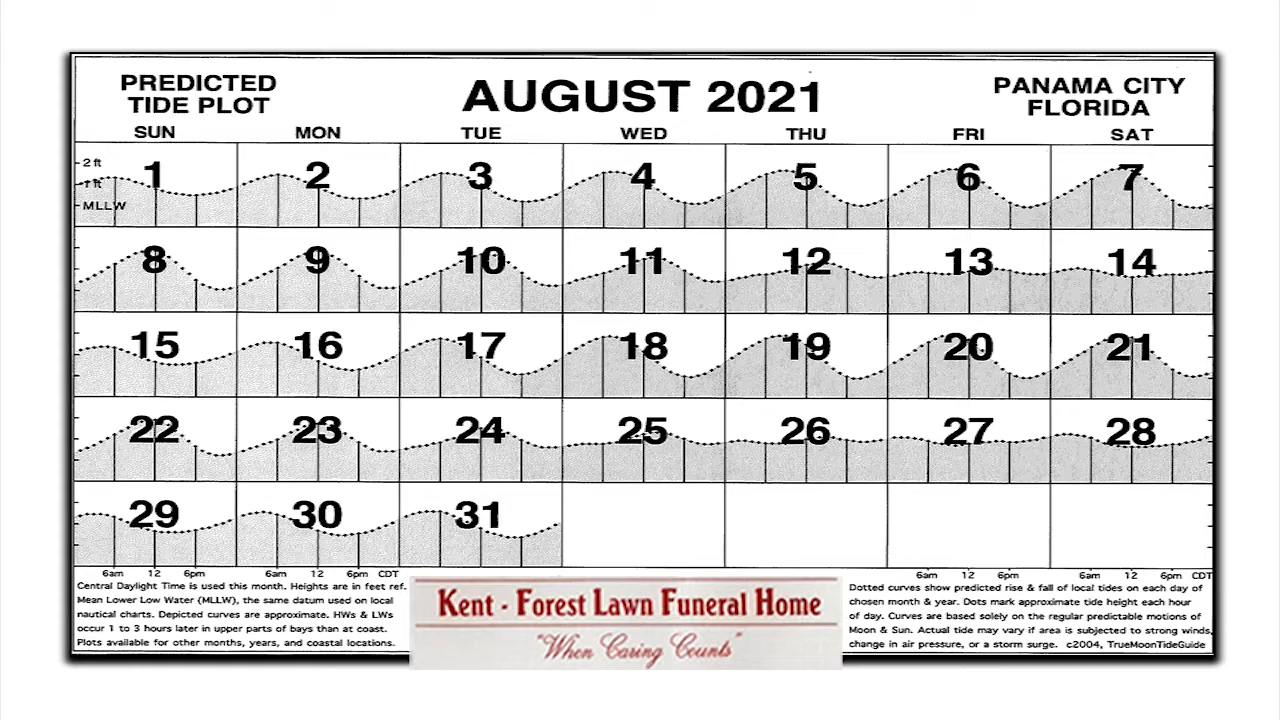 PREDICTED
TIDE PLOT
AUGUST 2021
PANAMA CITY
FLORIDA
SUN MON TUE WED THU FRI SAT
2 ft
1 ft
MLLW
1 2 3 4 5 6 7
8 9 10 11 12 13 14
15 16 17 18 19 20 21
22 23 24 25 26 27 28
29 30 31
6am 12 6pm 6am 12 6pm CDT
6am 12 6pm 6am 12 6pm CDT
Central Daylight Time is used this month. Heights are in feet ref.
Mean Lower Low Water (MLLW), the same datum used on local
nautical charts. Depicted curves are approximate. HWs & LWs
occur 1 to 3 hours later in upper parts of bays than at coast.
Plots available for other months, years, and coastal locations.
Kent - Forest Lawn Funeral Home
"When Caring Counts"
Dotted curves show predicted rise & fall of local tides on each day of
chosen month & year. Dots mark approximate tide height each hour
of day. Curves are based solely on the regular predictable motions of
Moon & Sun. Actual tide may vary if area is subjected to strong winds,
change in air pressure, or a storm surge. c2004, TrueMoonTideGuide